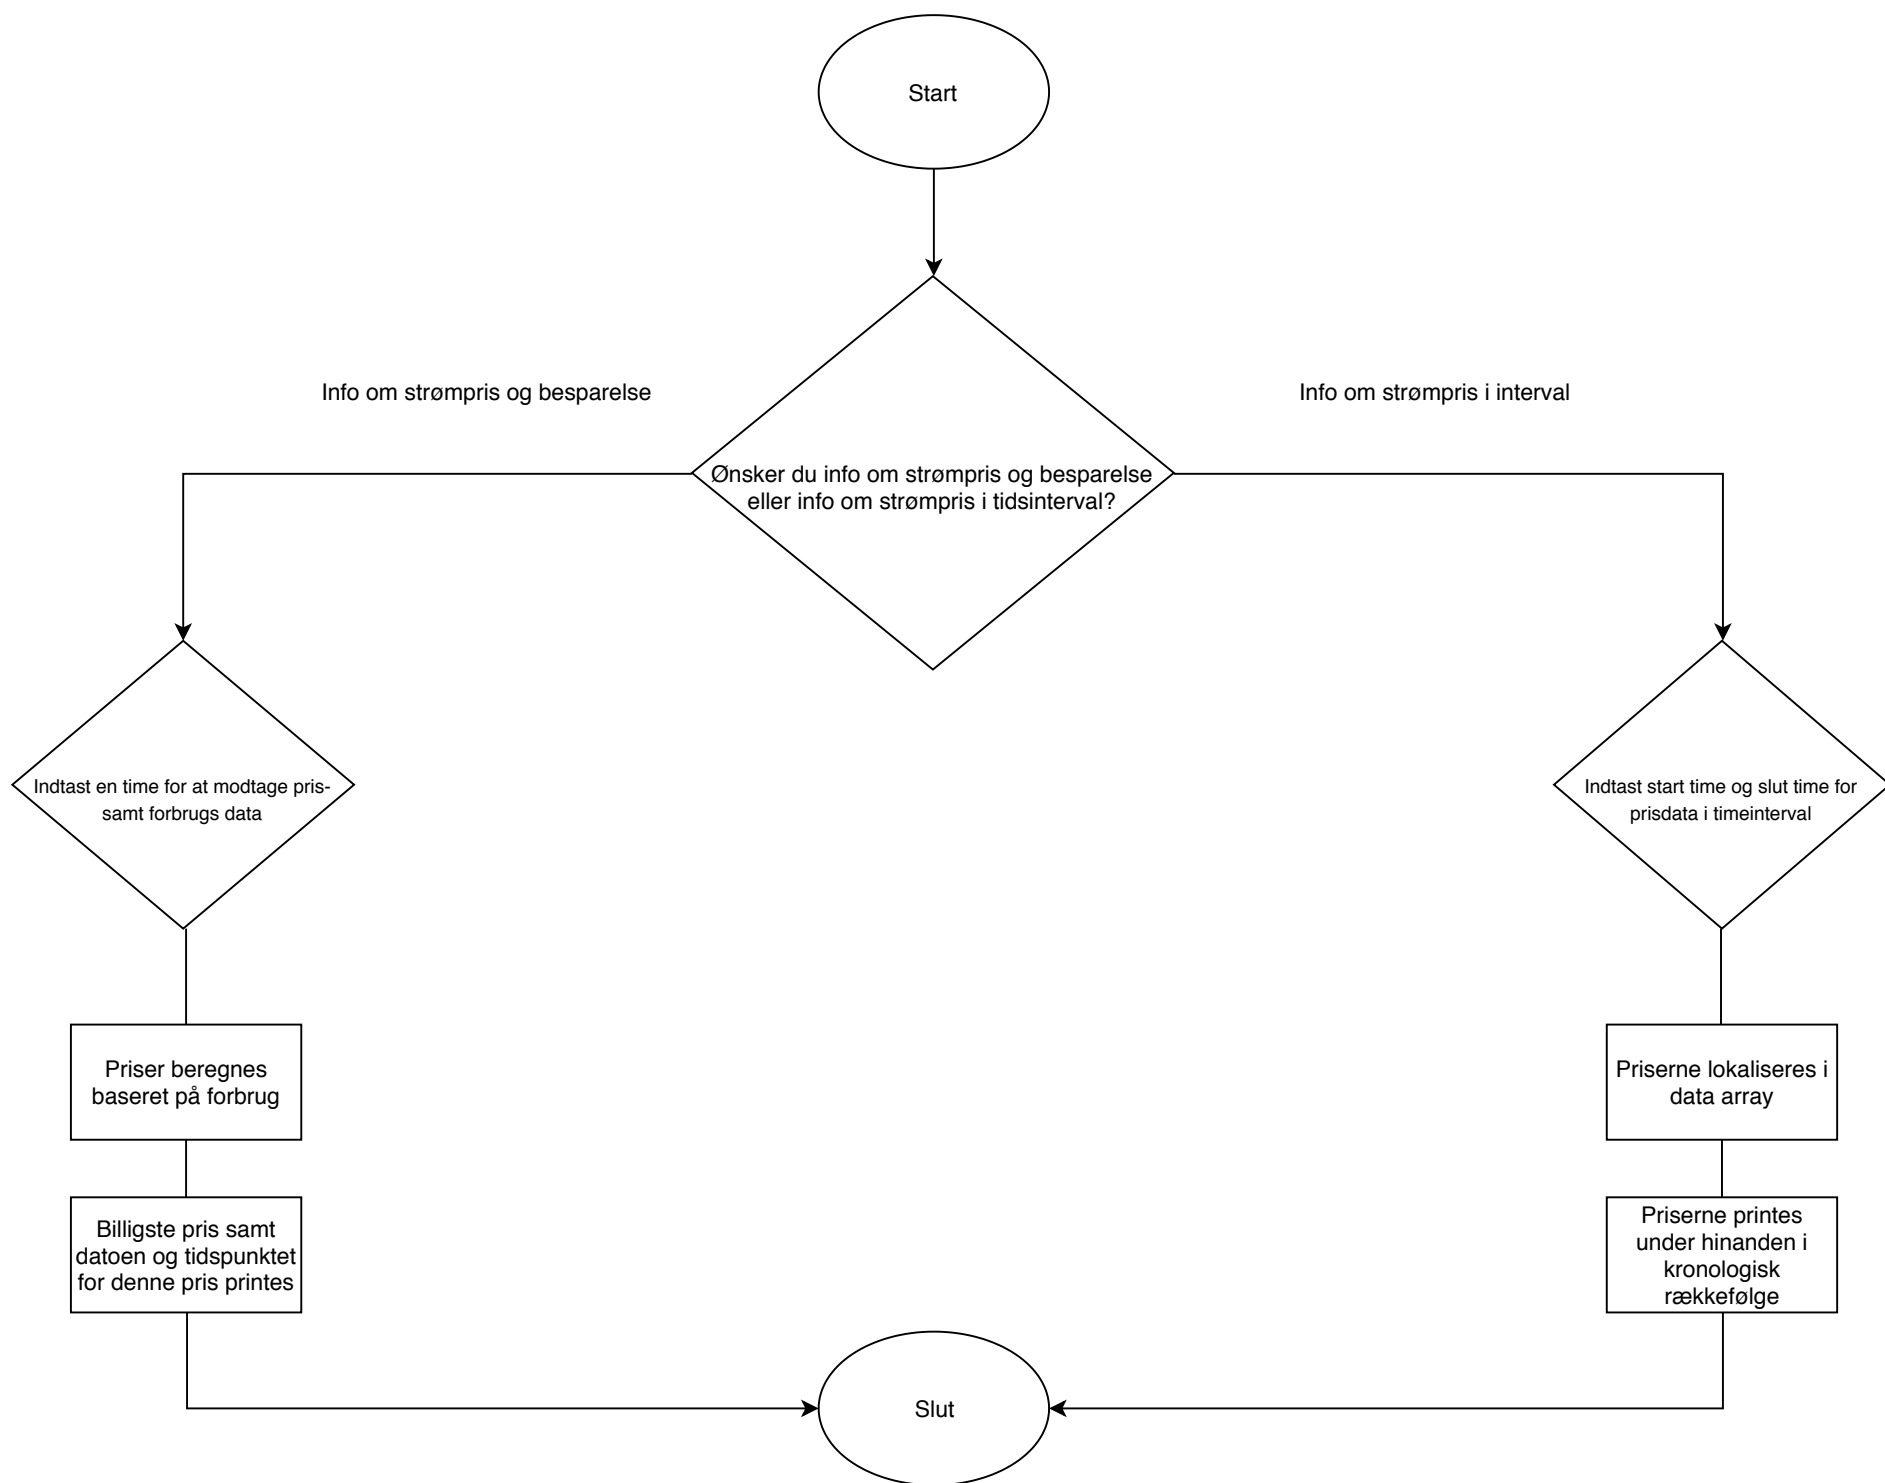 Start
Info om strømpris og besparelse
Info om strømpris i interval
Ønsker du info om strømpris og besparelse
eller info om strømpris i tidsinterval?
Indtast en time for at modtage pris-
samt forbrugs data
Indtast start time og slut time for
prisdata i timeinterval
Priser beregnes
baseret på forbrug
Priserne lokaliseres i
data array
Billigste pris samt
datoen og tidspunktet
for denne pris printes
Priserne printes
under hinanden i
kronologisk
rækkefølge
Slut